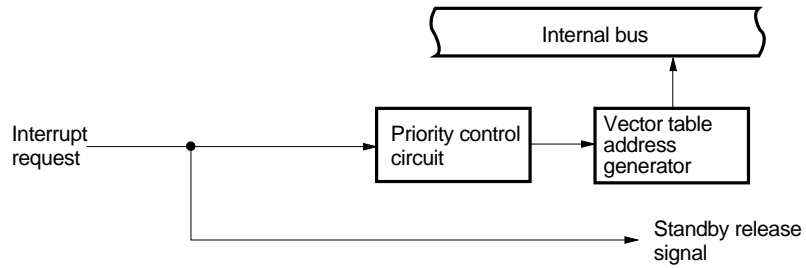 Internal bus
Interrupt
request
Priority control
circuit
Vector table
address
generator
Standby release
signal